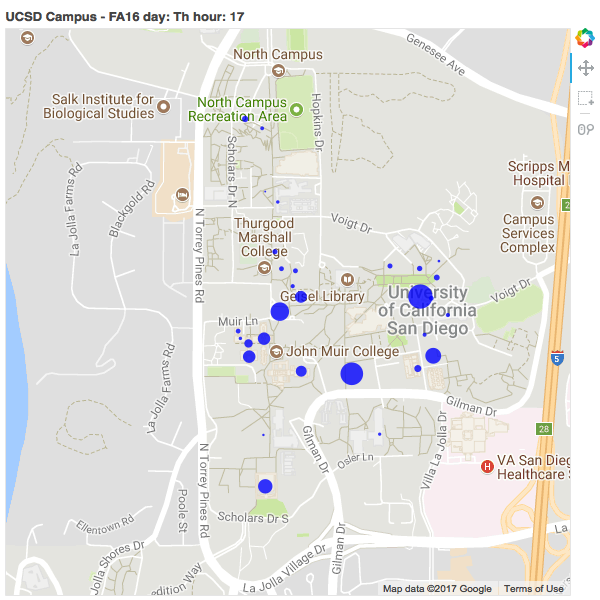 UCSD Campus - FA16 day: Th hour: 17
Genesee Ave
North Campus
Salk Institute for
Biological Studies
North Campus
Recreation Area
Hopkins Dr
Scholars Dr N
Scripps M
Hospital
La Jolla Farms Rd
Blackgold Rd
N Torrey Pines Rd
Voigt Dr
Campus
Services
Complex
Thurgood
Marshall
College
Geisel Library
University
of California
San Diego
Voigt Dr
Muir Ln
John Muir College
La Jolla Farms Rd
5
Gilman Dr
Gilman Dr
Villa La Jolla Dr
28
Osler Ln
N Torrey Pines Rd
VA San Dieg
Healthcare
H
Poole St
Ellentown Rd
Scholars Dr S
Gilman Dr
La
La Jolla Shores Dr
La Jolla Village Dr
edition Way
Map data ©2017 Google
Terms of Use